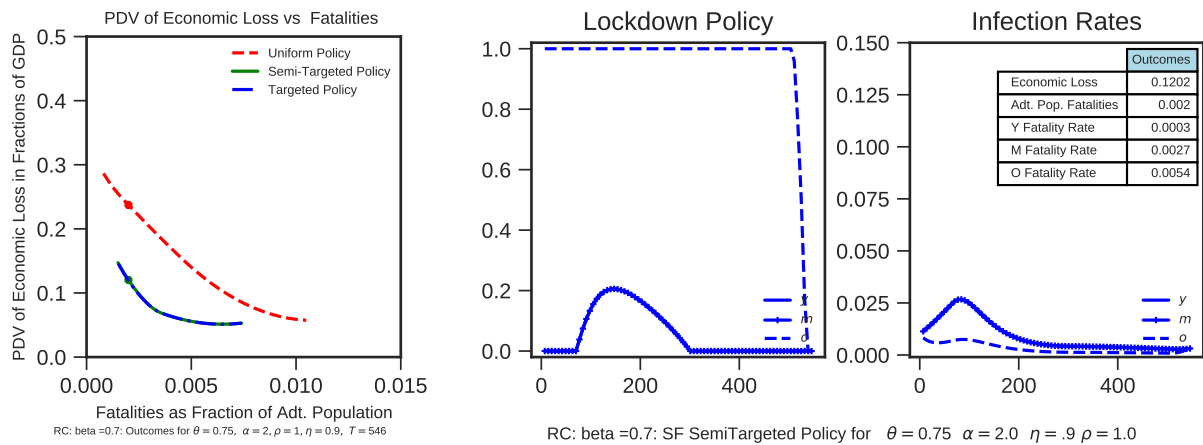 PDV of Economic Loss vs Fatalities
PDV of Economic Loss in Fractions of GDP
0.5
0.4
0.3
0.2
0.1
0.0
0.000
0.005
0.010
0.015
Uniform Policy
Semi-Targeted Policy
Targeted Policy
Fatalities as Fraction of Adt. Population
RC: beta =0.7: Outcomes for θ = 0.75, α = 2, ρ = 1, η = 0.9, T = 546
Lockdown Policy
1.0
0.8
0.6
0.4
0.2
0.0
0
200
400
y
m
o
Infection Rates
0.150
0.125
0.100
0.075
0.050
0.025
0.000
0
200
400
Outcomes
Economic Loss 0.1202
Adt. Pop. Fatalities 0.002
Y Fatality Rate 0.0003
M Fatality Rate 0.0027
O Fatality Rate 0.0054
y
m
o
RC: beta =0.7: SF SemiTargeted Policy for θ = 0.75 α = 2.0 η = .9 ρ = 1.0